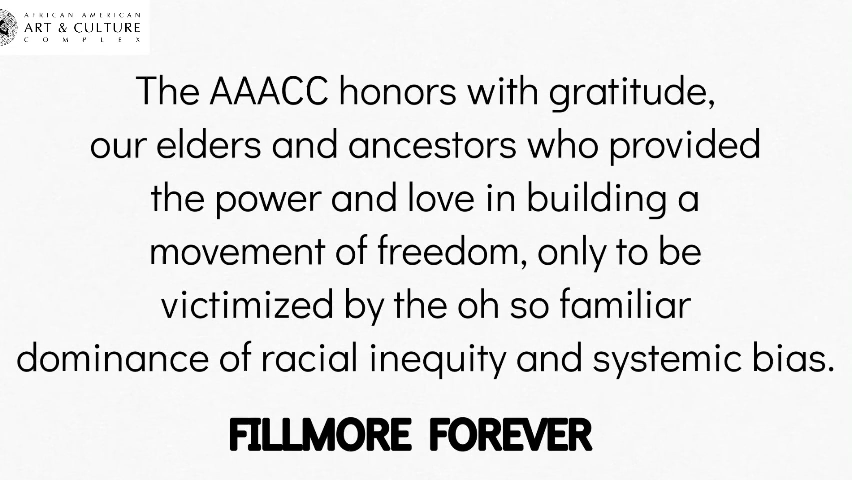 AFRICAN AMERICAN
ART & CULTURE
COMPLEX
The AAACC honors with gratitude,
our elders and ancestors who provided
the power and love in building a
movement of freedom, only to be
victimized by the oh so familiar
dominance of racial inequity and systemic bias.
FILLMORE FOREVER